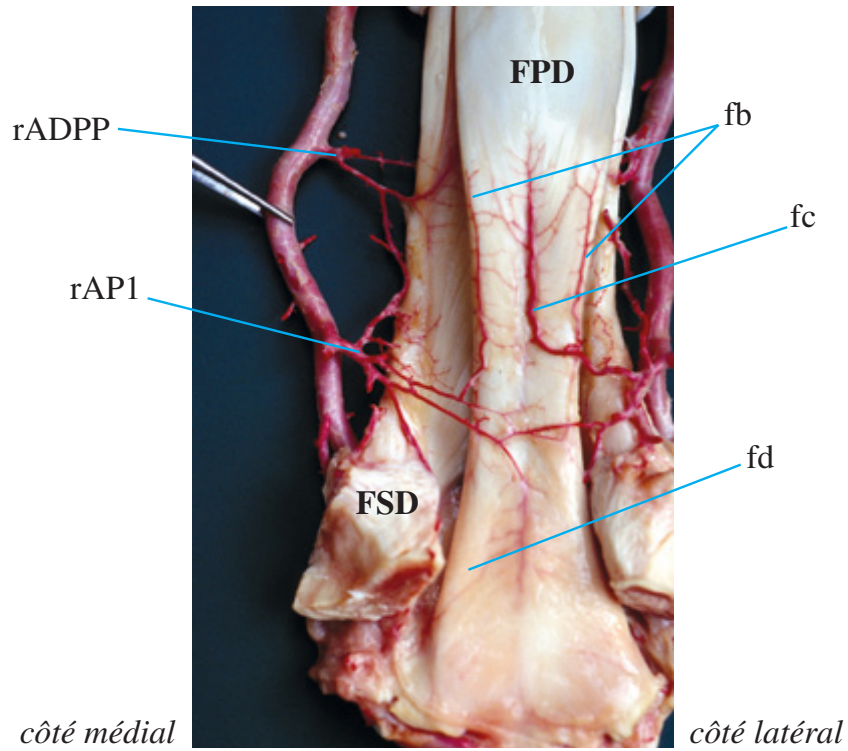 FPD
fb
rADPP
fc
rAP1
fd
FSD
côté médial
côté latéral